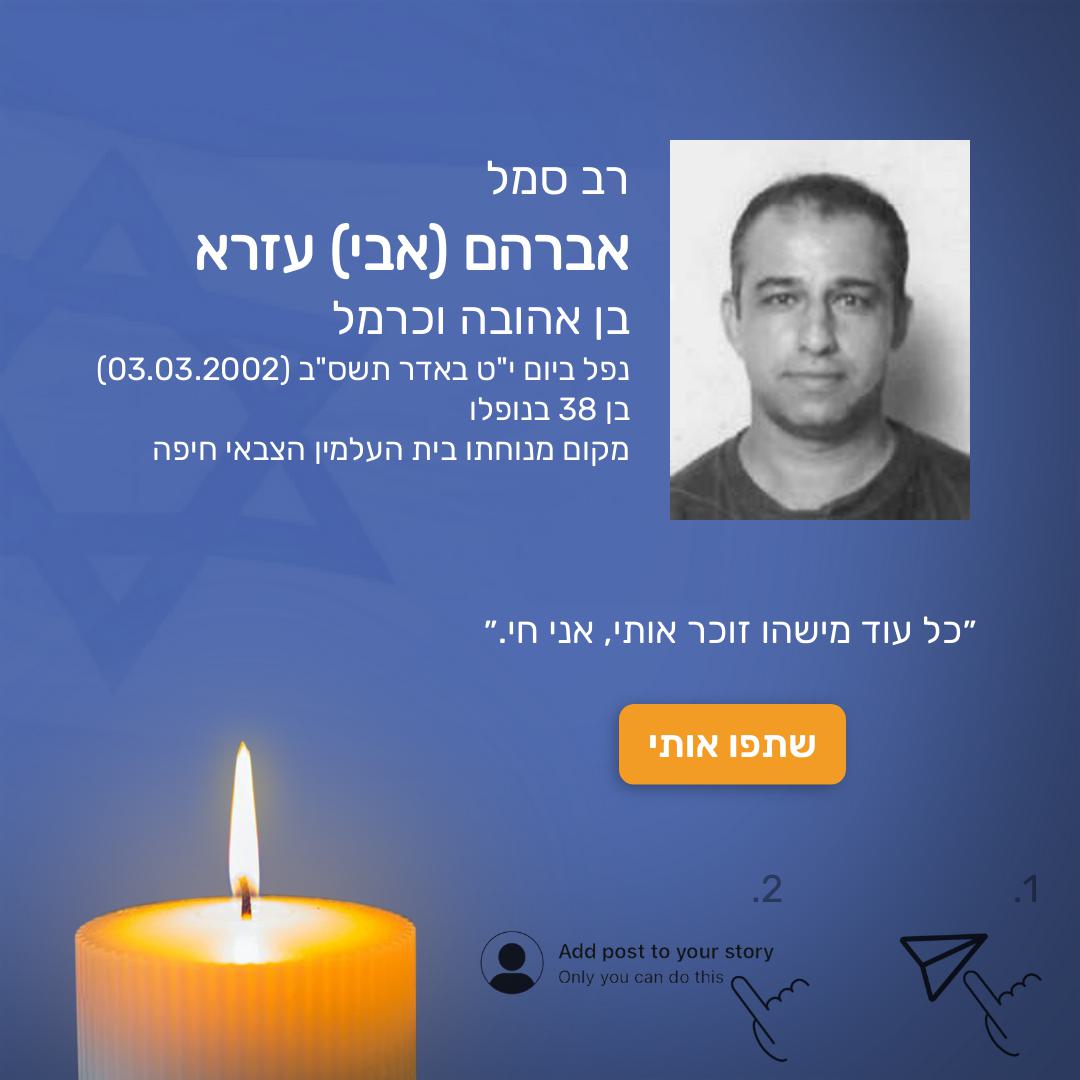 רב סמל
אברהם (אבי) עזרא
בן אהובה וכרמל
נפל ביום י"ט באדר תשס"ב (03.03.2002)
בן 38 בנופלו
מקום מנוחתו בית העלמין הצבאי חיפה
״כל עוד מישהו זוכר אותי, אני חי.״
שתפו אותי
1.
2.
Add post to your story
Only you can do this